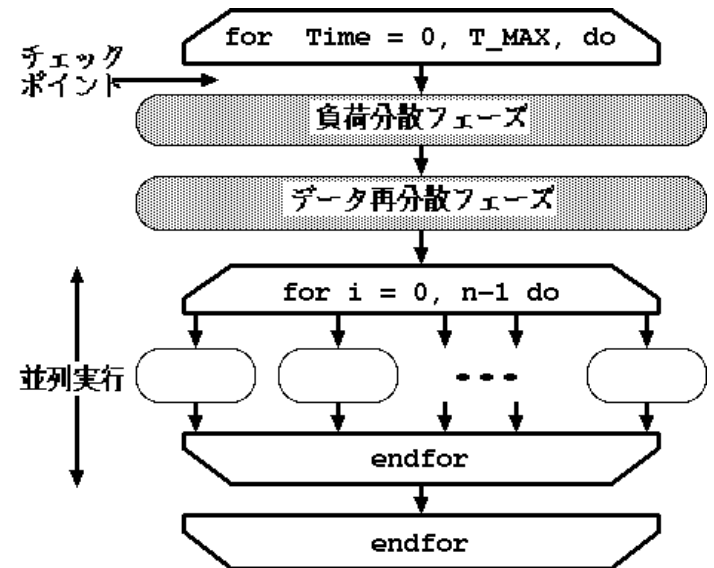 for Time = 0, T_MAX, do
チェック
ポイント
負荷分散フェーズ
データ再分散フェーズ
for i = 0, n-1 do
並列実行
endfor
endfor